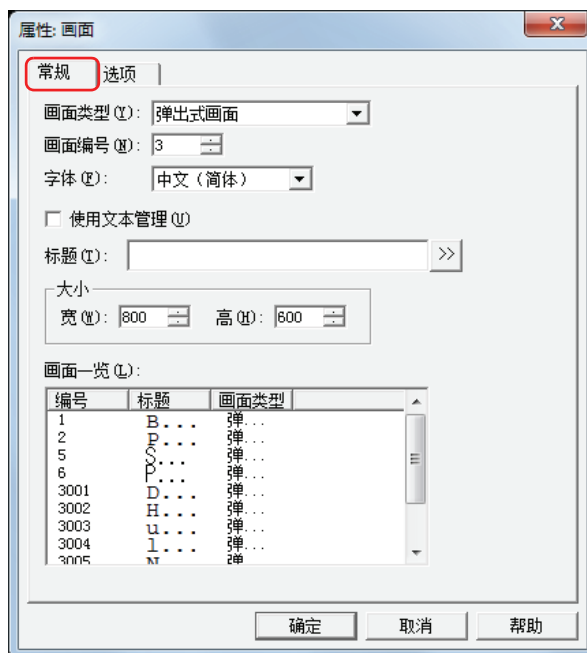 属性: 画面
常规 选项
画面类型(Y): 弹出式画面
画面编号(N): 3
字体(F): 中文（简体）
使用文本管理(U)
标题(T): >>
大小
宽(W): 800 高(H): 600
画面一览(L):
编号 标题 画面类型
1 B... 弹...
2 P... 弹...
5 S... 弹...
6 P... 弹...
3001 D... 弹...
3002 H... 弹...
3003 u... 弹...
3004 l... 弹...
3005 N 弹
确定 取消 帮助